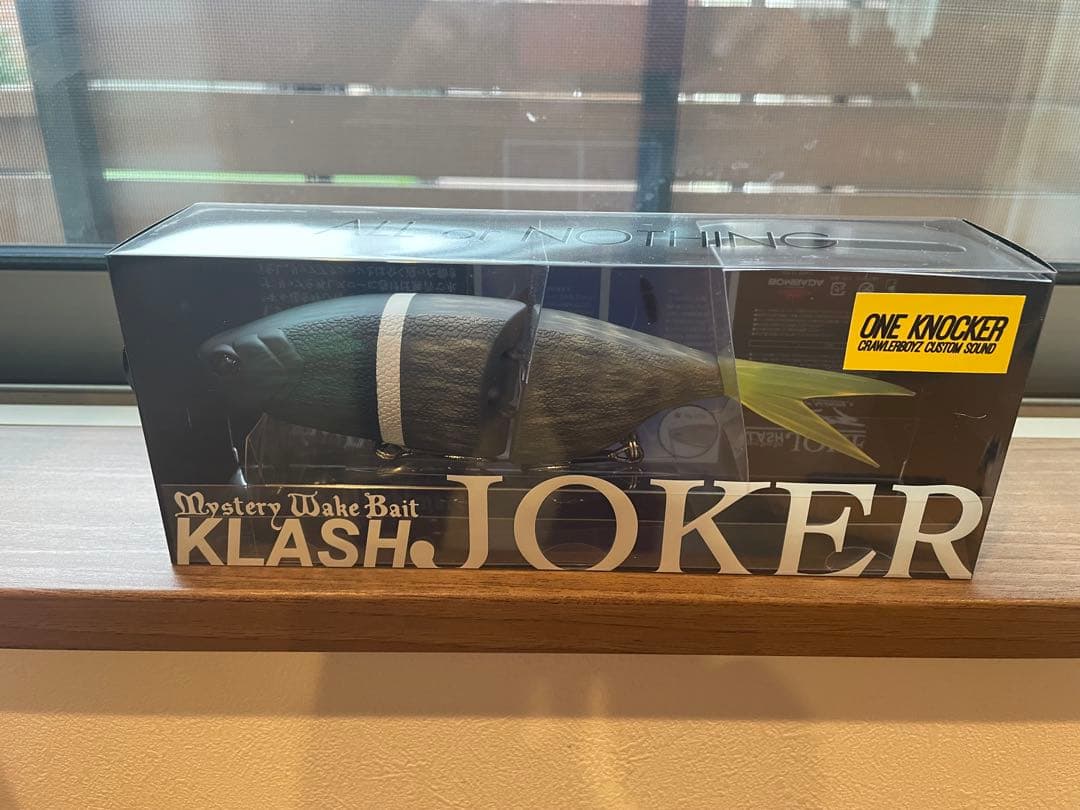 ALL or NOTHING
ONE KNOCKER
CRAWLERBOYZ CUSTOM SOUND
Mystery Wake Bait
KLASH JOKER